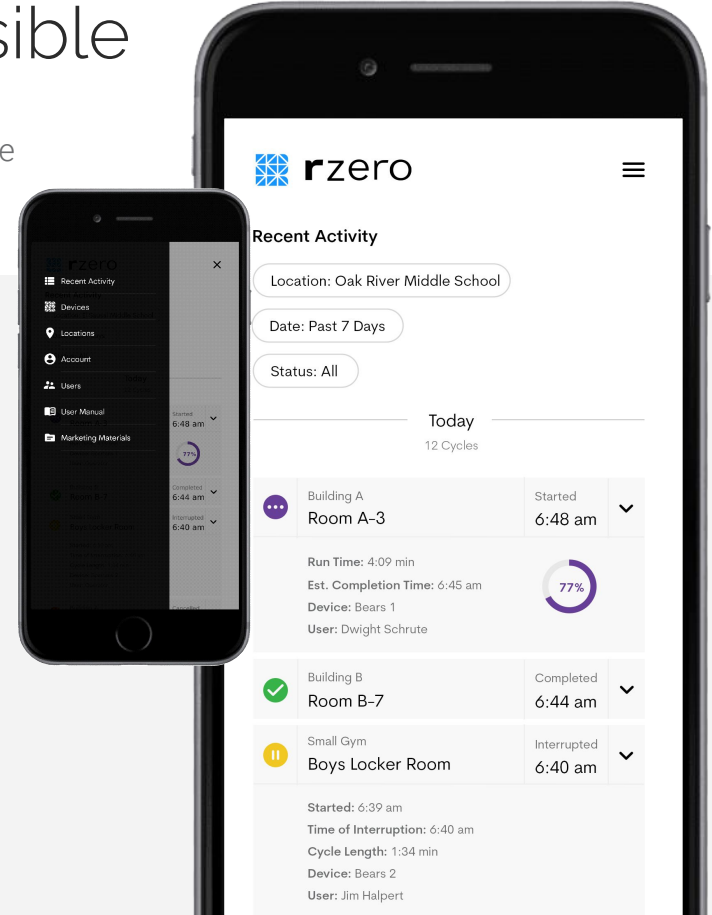 sible
e
rzero
Recent Activity
Location: Oak River Middle School
Date: Past 7 Days
Status: All
Today
12 Cycles
Building A
Room A-3
Started
6:48 am
Run Time: 4:09 min
Est. Completion Time: 6:45 am
Device: Bears 1
User: Dwight Schrute
77%
Building B
Room B-7
Completed
6:44 am
Small Gym
Boys Locker Room
Interrupted
6:40 am
Started: 6:39 am
Time of Interruption: 6:40 am
Cycle Length: 1:34 min
Device: Bears 2
User: Jim Halpert
rzero
Recent Activity
Devices
Locations
Account
Users
User Manual
Marketing Materials
Started
6:48 am
77%
Completed
6:44 am
Interrupted
6:40 am
Cancelled